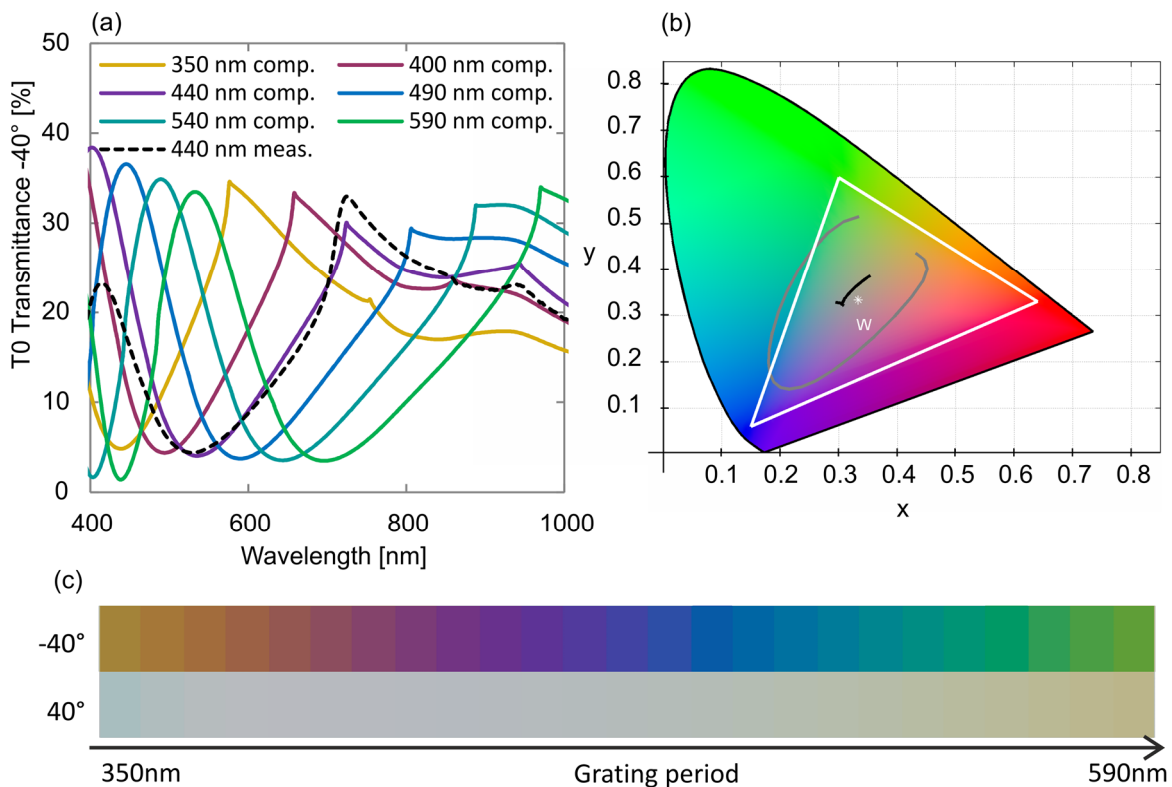 (a)
T0 Transmittance -40° [%]
50
40
30
20
10
0
350 nm comp. 400 nm comp.
440 nm comp. 490 nm comp.
540 nm comp. 590 nm comp.
440 nm meas.
400 600 800 1000
Wavelength [nm]
(b)
y
0.8
0.7
0.6
0.5
0.4
0.3
0.2
0.1
W
0.1 0.2 0.3 0.4 0.5 0.6 0.7 0.8
x
(c)
-40°
40°
350nm Grating period 590nm